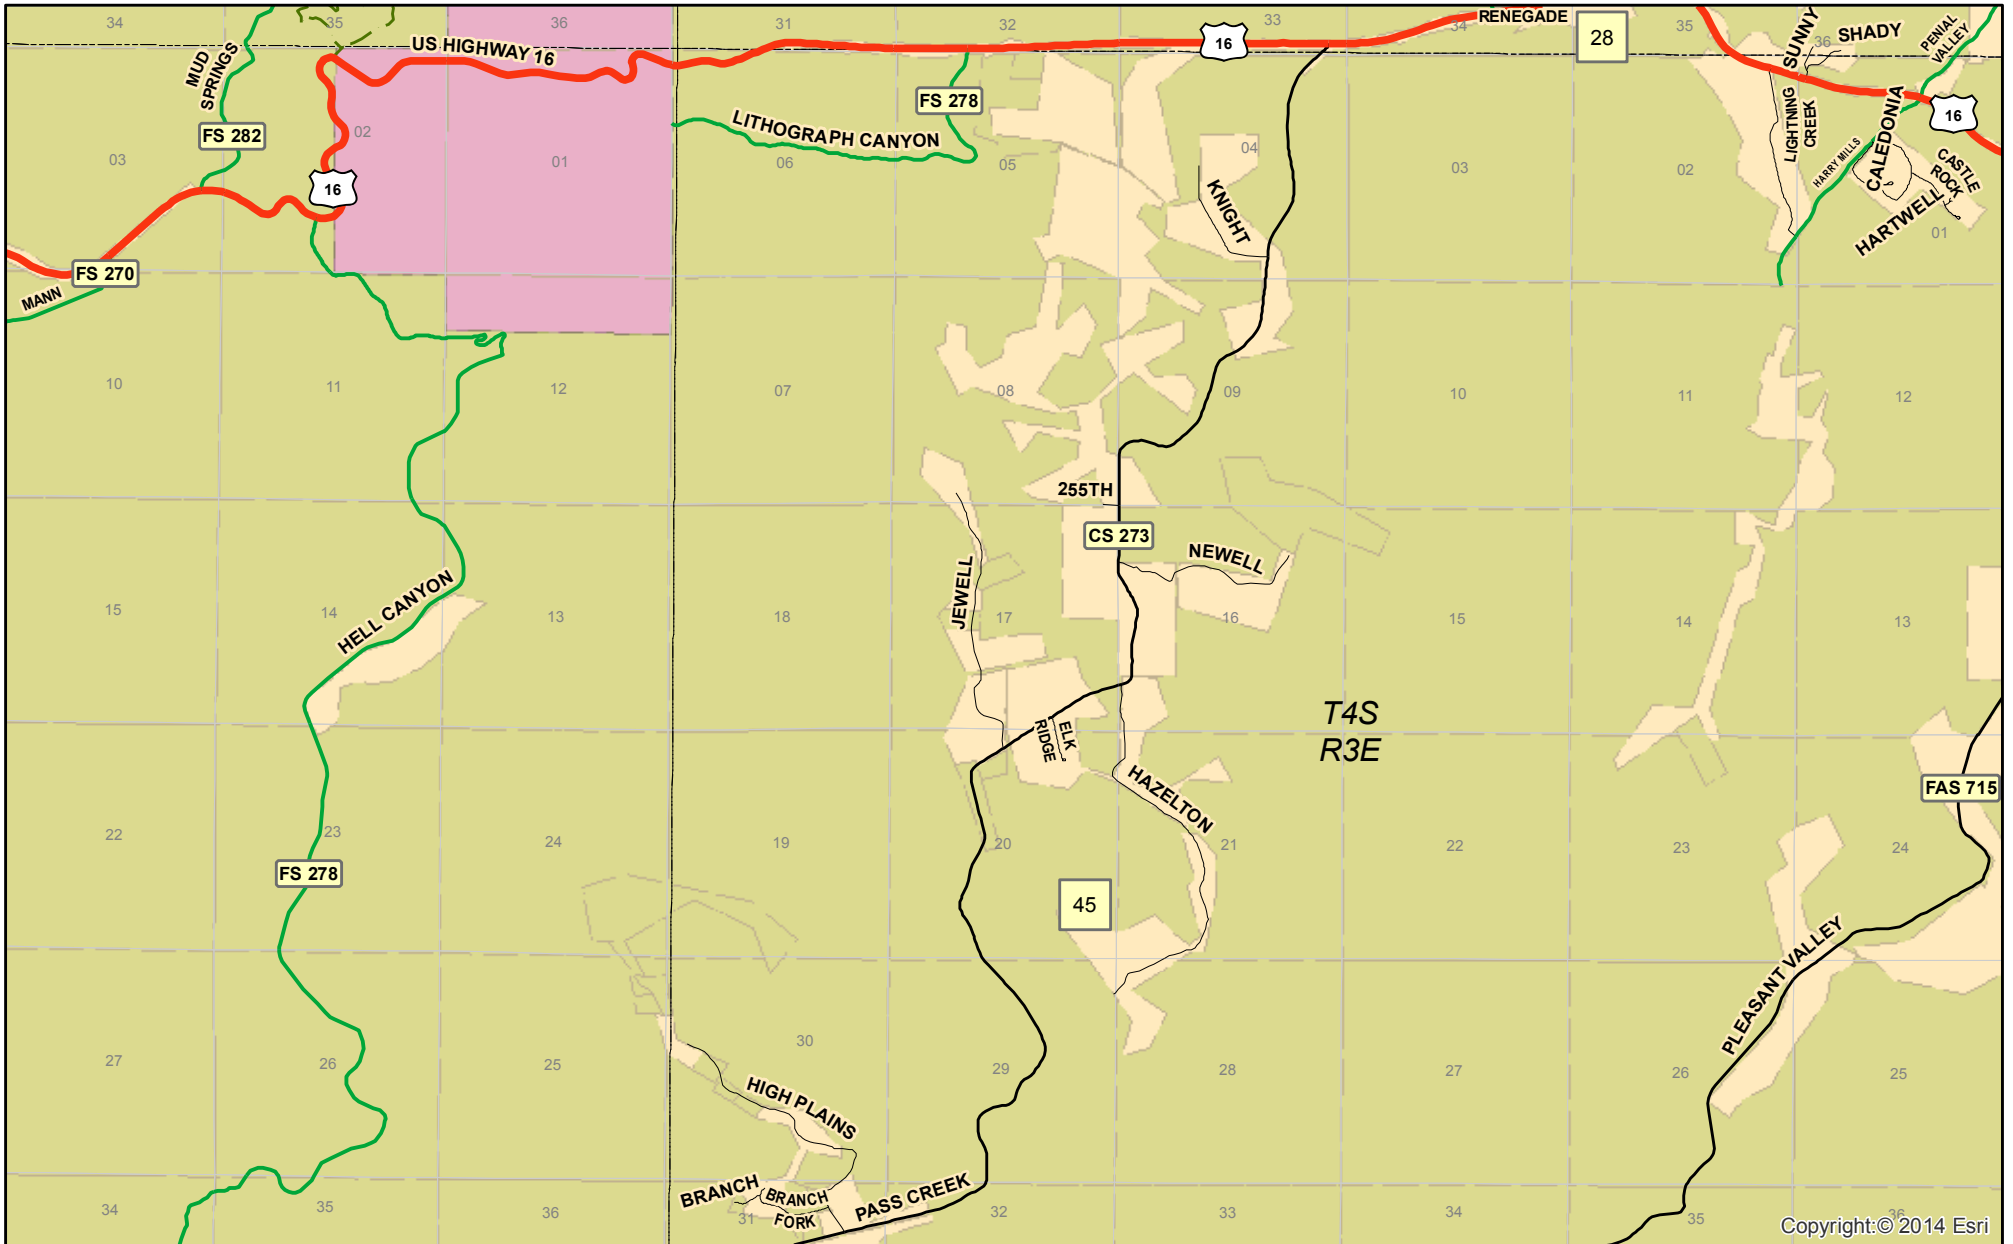 34
35
36
31
32
33
34
RENEGADE
28
35
36
SUNNY
SHADY
PENIAL
VALLEY
MUD
SPRINGS
US HIGHWAY 16
16
FS 278
FS 282
02
LITHOGRAPH CANYON
LIGHTNING
CREEK
CALEDONIA
16
03
01
06
05
04
03
02
HARRY MILLS
CASTLE
ROCK
16
KNIGHT
HARTWELL
01
FS 270
MANN
10
11
12
07
08
09
10
11
12
255TH
CS 273
NEWELL
JEWELL
HELL CANYON
15
14
13
18
17
16
15
14
13
T4S
R3E
ELK
RIDGE
HAZELTON
FAS 715
22
23
24
19
20
21
22
23
24
FS 278
45
PLEASANT VALLEY
27
26
25
30
29
28
27
26
25
HIGH PLAINS
BRANCH
BRANCH
FORK
PASS CREEK
34
35
36
31
32
33
34
35
36
Copyright:© 2014 Esri